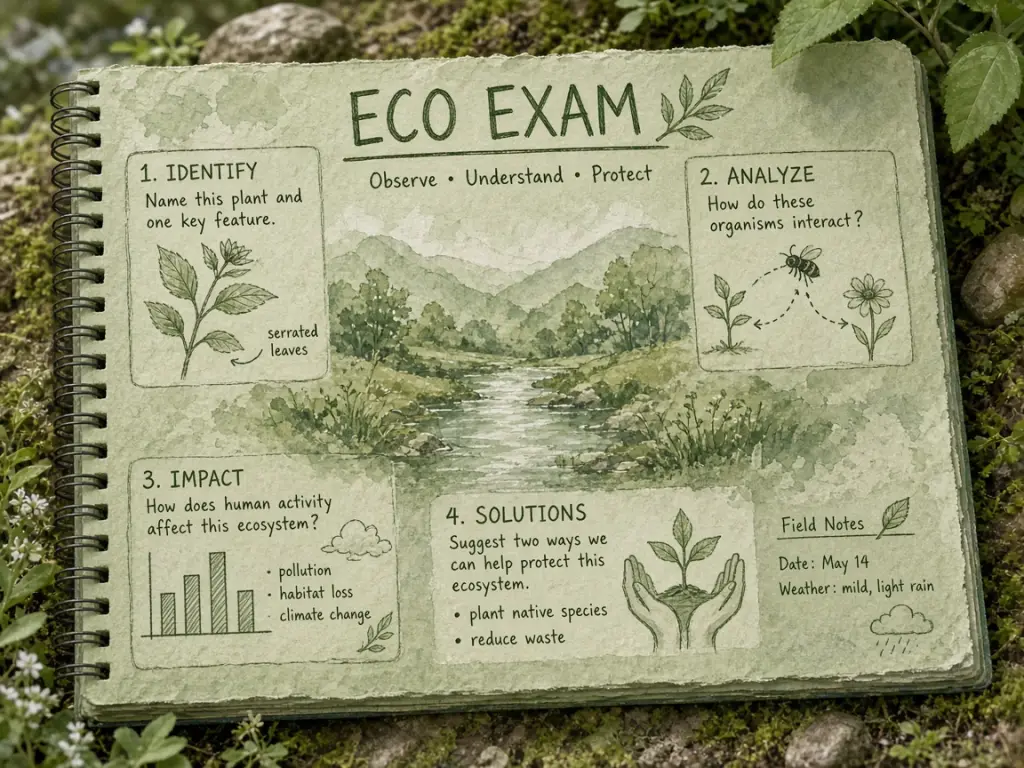 ECO EXAM
Observe • Understand • Protect
1. IDENTIFY
Name this plant and
one key feature.
serrated
leaves
2. ANALYZE
How do these
organisms interact?
3. IMPACT
How does human activity
affect this ecosystem?
• pollution
• habitat loss
• climate change
4. SOLUTIONS
Suggest two ways we
can help protect this
ecosystem.
• plant native species
• reduce waste
Field Notes
Date: May 14
Weather: mild, light rain